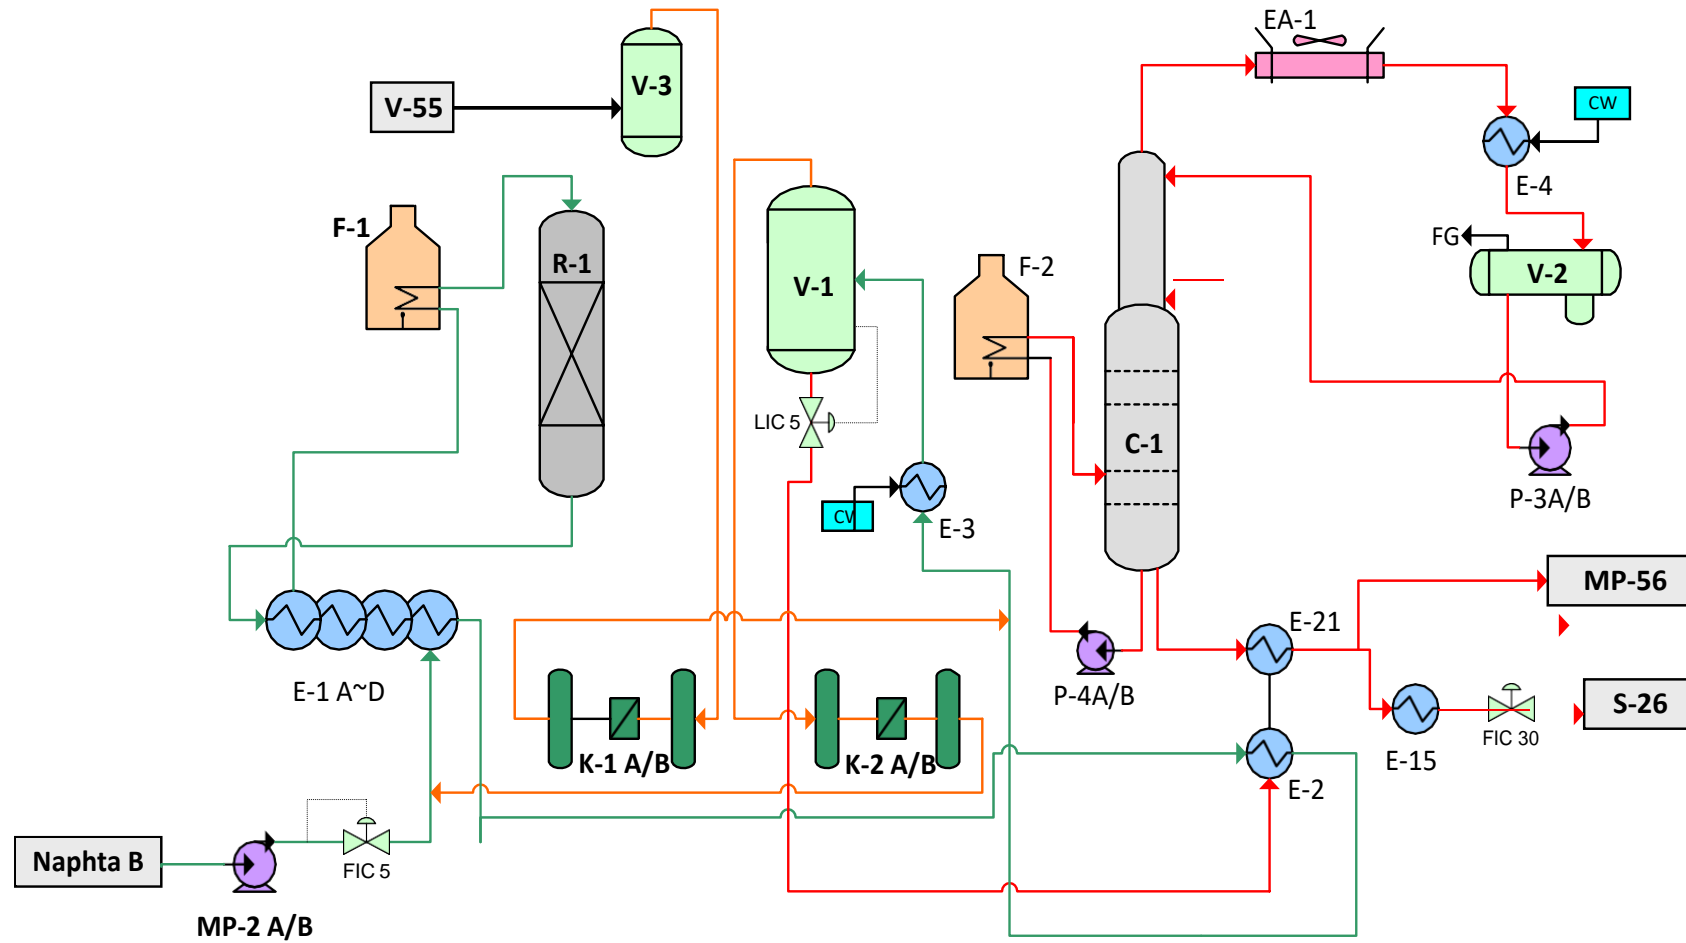 EA-1
V-3
V-55
CW
E-4
F-1
R-1
F-2
FG
V-2
V-1
LIC 5
C-1
P-3A/B
CW
E-3
MP-56
E-21
E-1 A~D
P-4A/B
S-26
FIC 30
E-15
K-1 A/B
K-2 A/B
E-2
Naphta B
FIC 5
MP-2 A/B